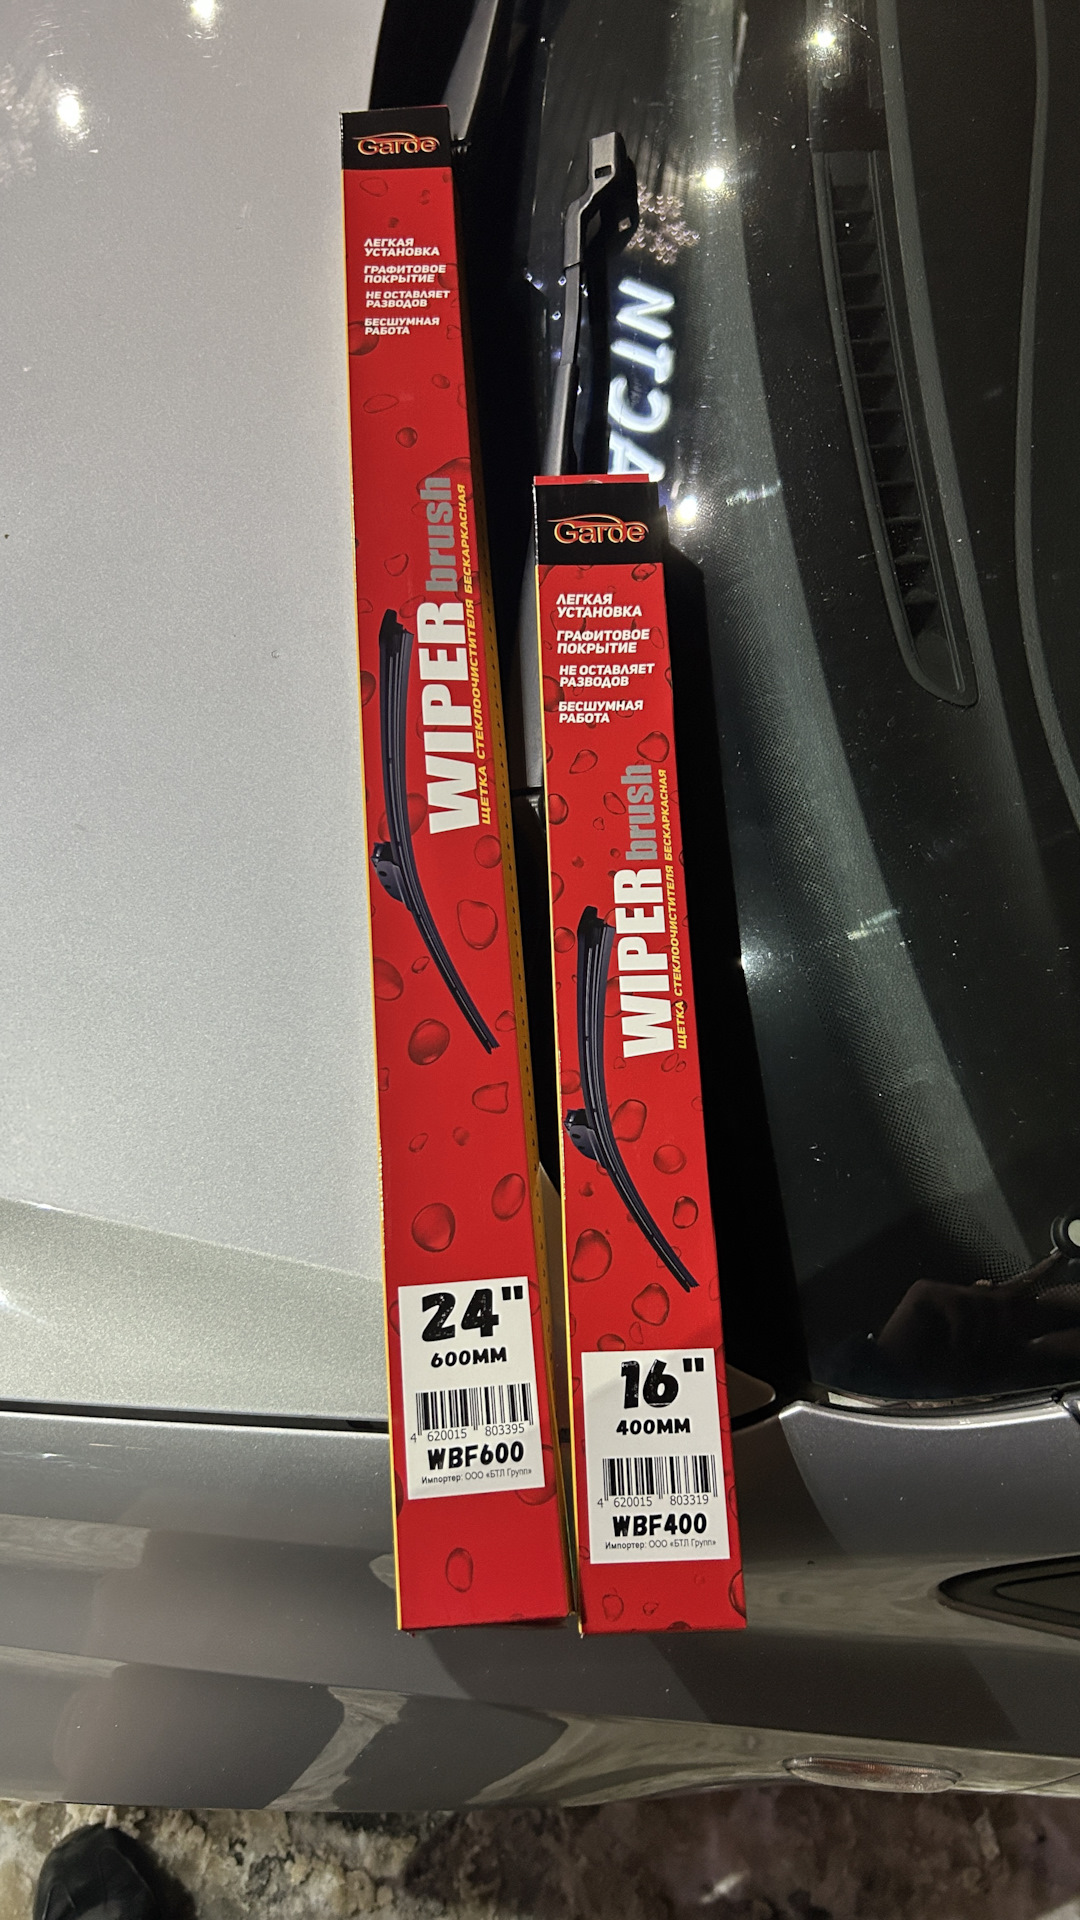 Garde
ЛЕГКАЯ
УСТАНОВКА
ГРАФИТОВОЕ
ПОКРЫТИЕ
НЕ ОСТАВЛЯЕТ
РАЗВОДОВ
БЕСШУМНАЯ
РАБОТА
WIPER brush
ЩЕТКА СТЕКЛООЧИСТИТЕЛЯ БЕСКАРКАСНАЯ
24"
600ММ
4 620015 803395
WBF600
Импортер: ООО «БТЛ Групп»
Garde
ЛЕГКАЯ
УСТАНОВКА
ГРАФИТОВОЕ
ПОКРЫТИЕ
НЕ ОСТАВЛЯЕТ
РАЗВОДОВ
БЕСШУМНАЯ
РАБОТА
WIPER brush
ЩЕТКА СТЕКЛООЧИСТИТЕЛЯ БЕСКАРКАСНАЯ
16"
400ММ
4 620015 803319
WBF400
Импортер: ООО «БТЛ Групп»